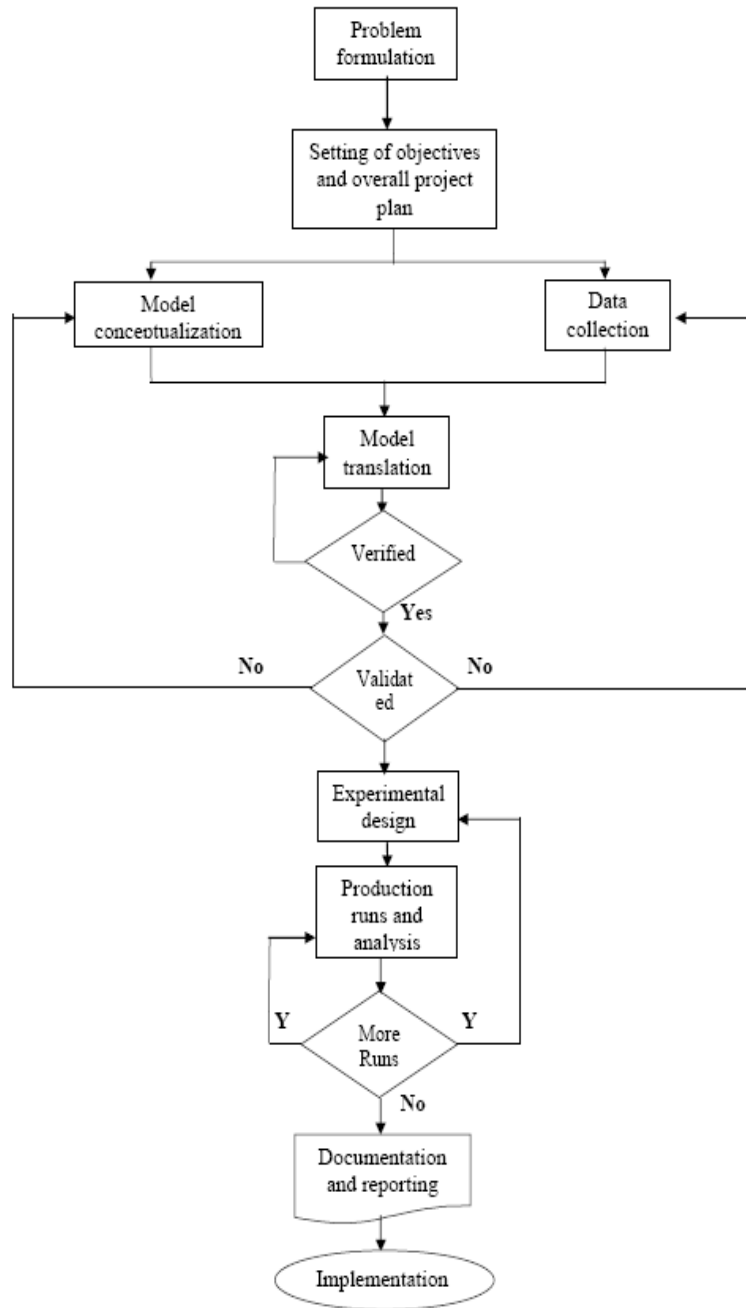 Problem
formulation
Setting of objectives
and overall project
plan
Model
conceptualization
Data
collection
Model
translation
Verified
Yes
No
No
Validat
ed
Experimental
design
Production
runs and
analysis
Y
Y
More
Runs
No
Documentation
and reporting
Implementation